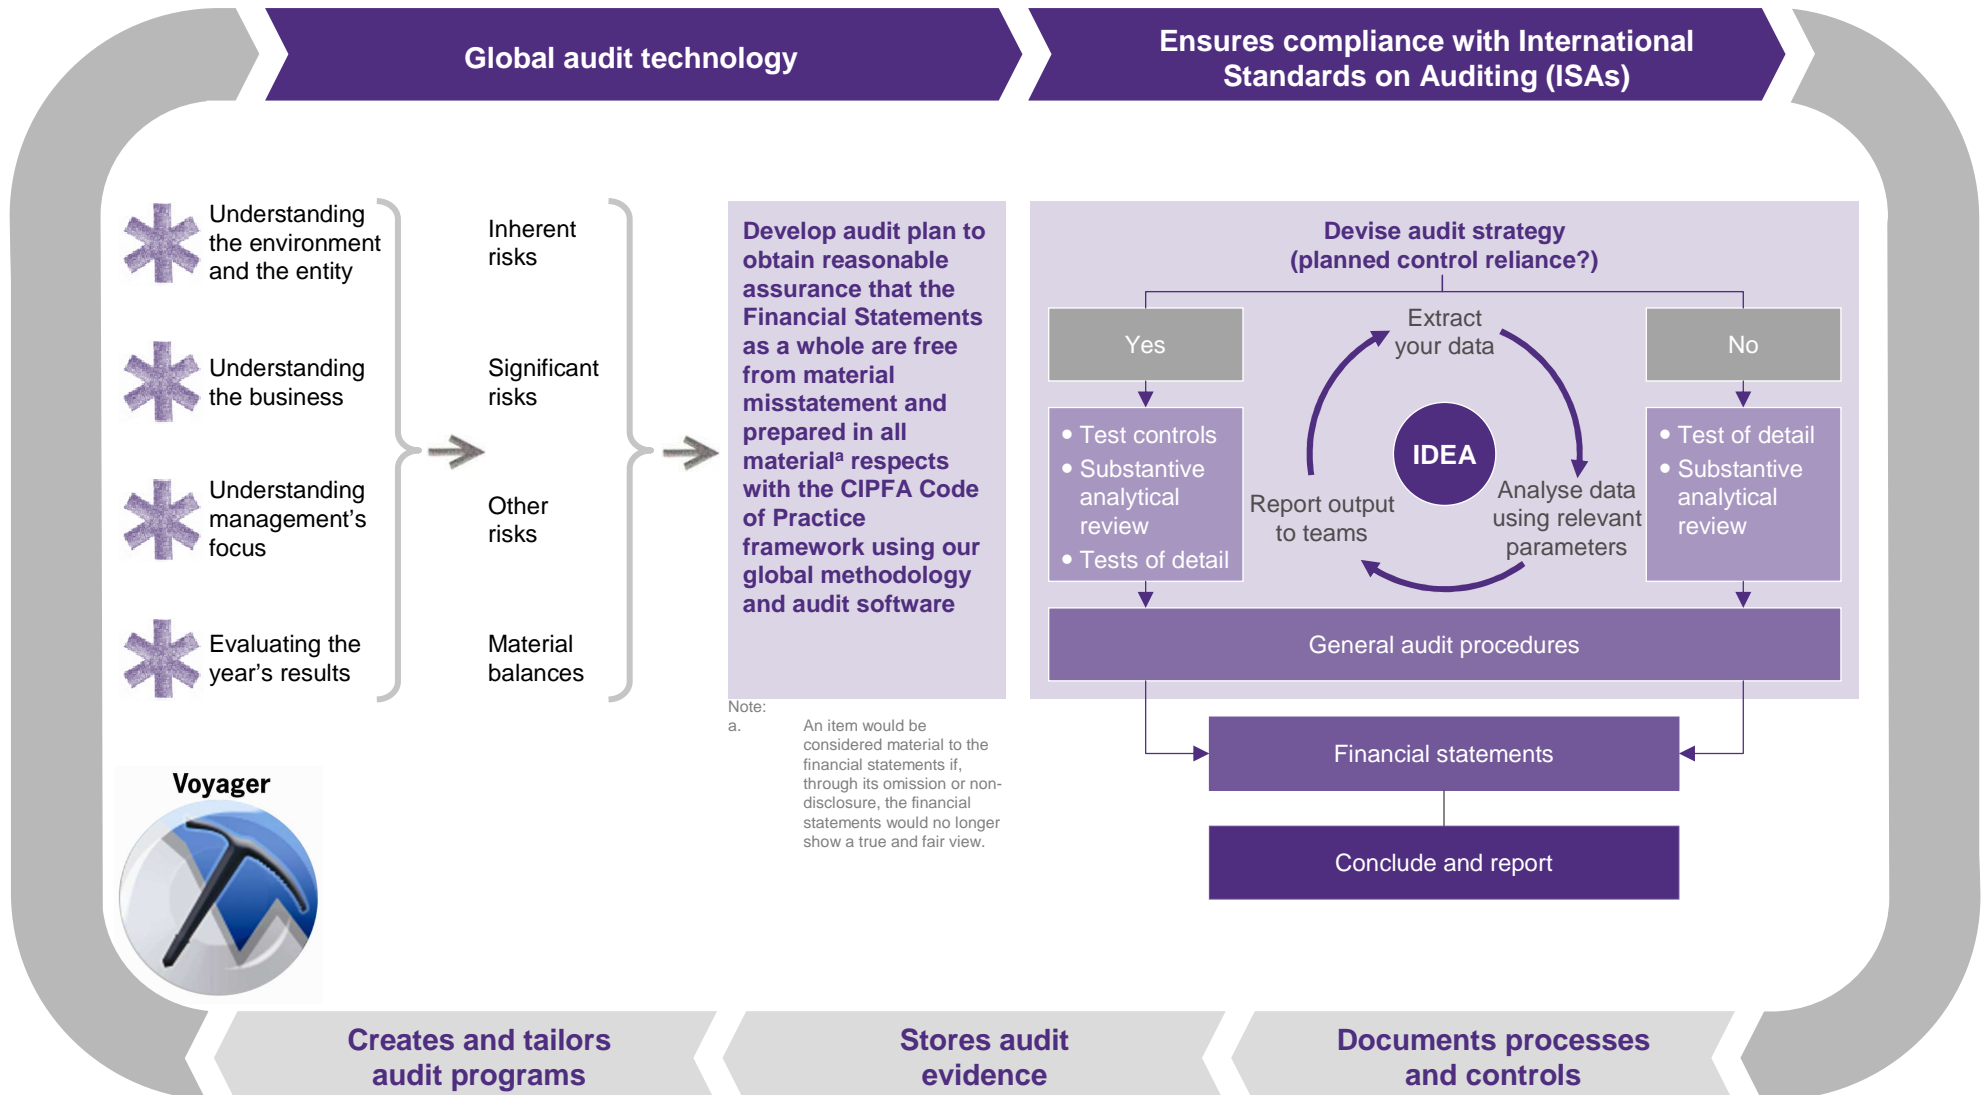 Global audit technology
Ensures compliance with International
Standards on Auditing (ISAs)
Understanding
the environment
and the entity
Understanding
the business
Understanding
management’s
focus
Evaluating the
year’s results
Inherent
risks
Significant
risks
Other
risks
Material
balances
Develop audit plan to
obtain reasonable
assurance that the
Financial Statements
as a whole are free
from material
misstatement and
prepared in all
materialᵃ respects
with the CIPFA Code
of Practice
framework using our
global methodology
and audit software
Note:
a. An item would be
considered material to the
financial statements if,
through its omission or non-
disclosure, the financial
statements would no longer
show a true and fair view.
Devise audit strategy
(planned control reliance?)
Yes
• Test controls
• Substantive
analytical
review
• Tests of detail
Extract
your data
IDEA
Analyse data
using relevant
parameters
Report output
to teams
No
• Test of detail
• Substantive
analytical
review
General audit procedures
Financial statements
Conclude and report
Voyager
Creates and tailors
audit programs
Stores audit
evidence
Documents processes
and controls